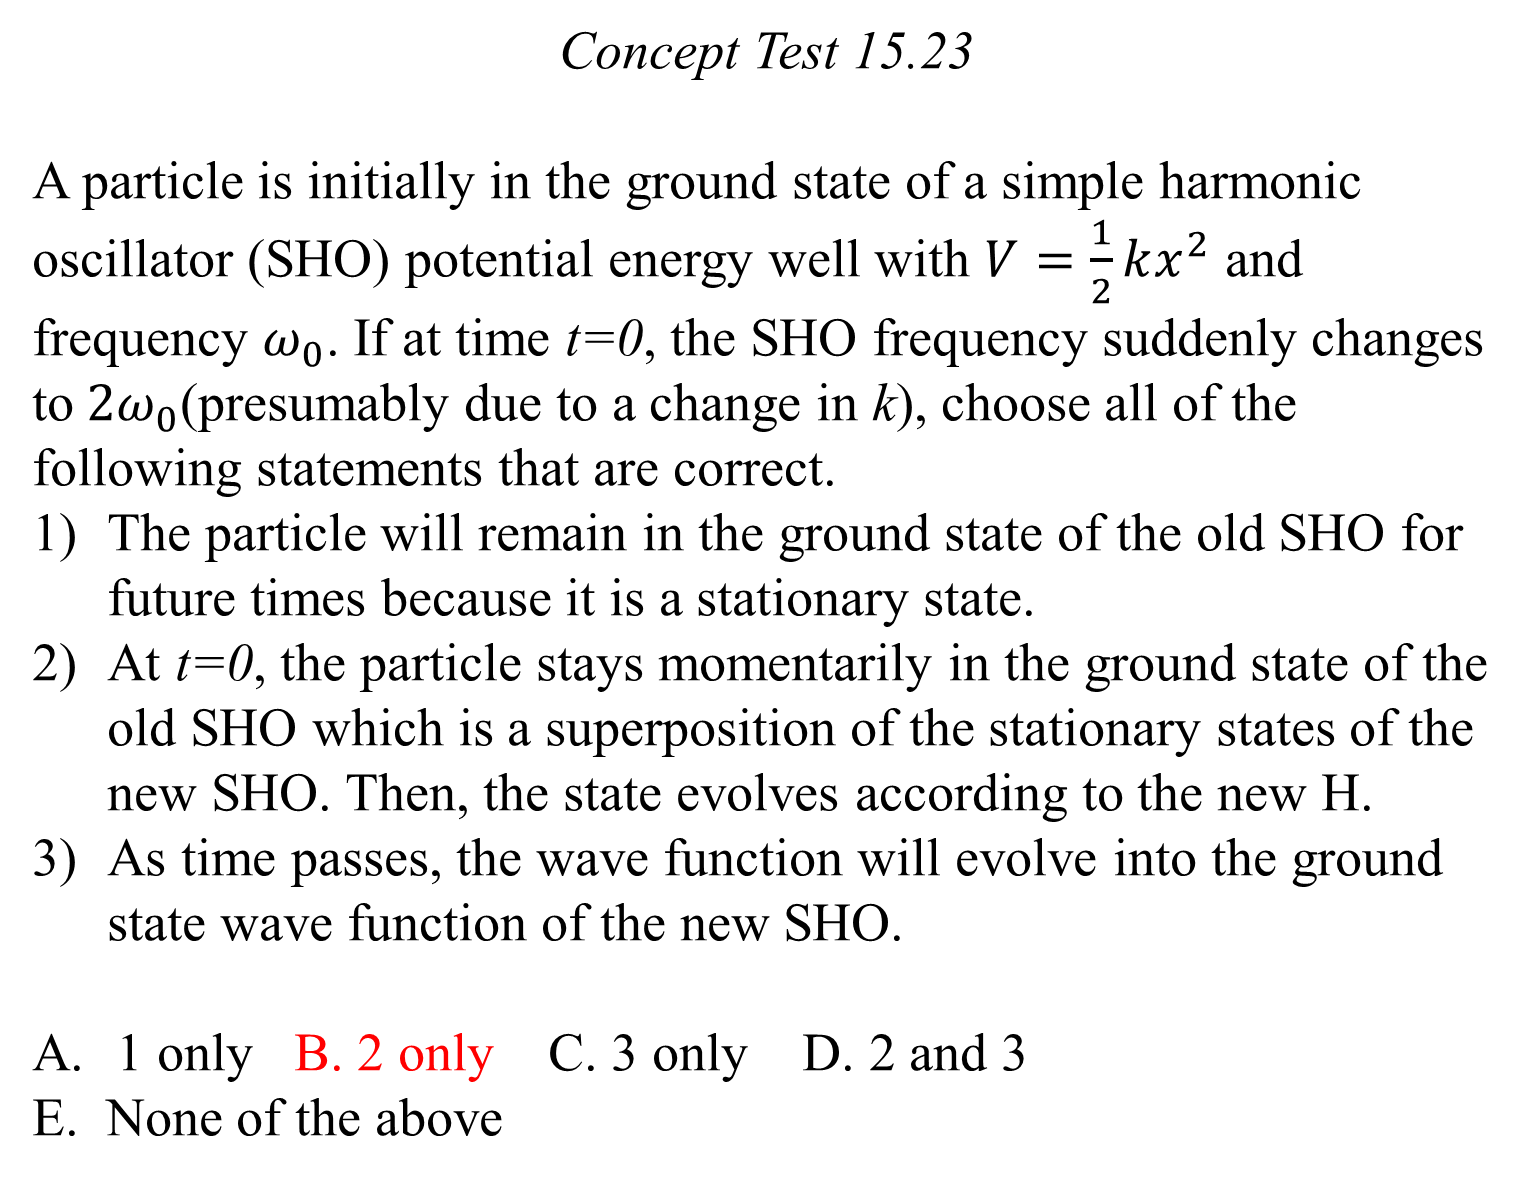 Concept Test 15.23
A particle is initially in the ground state of a simple harmonic
oscillator (SHO) potential energy well with V = 1/2 kx² and
frequency ω₀. If at time t=0, the SHO frequency suddenly changes
to 2ω₀(presumably due to a change in k), choose all of the
following statements that are correct.
1) The particle will remain in the ground state of the old SHO for
future times because it is a stationary state.
2) At t=0, the particle stays momentarily in the ground state of the
old SHO which is a superposition of the stationary states of the
new SHO. Then, the state evolves according to the new H.
3) As time passes, the wave function will evolve into the ground
state wave function of the new SHO.
A. 1 only B. 2 only C. 3 only D. 2 and 3
E. None of the above